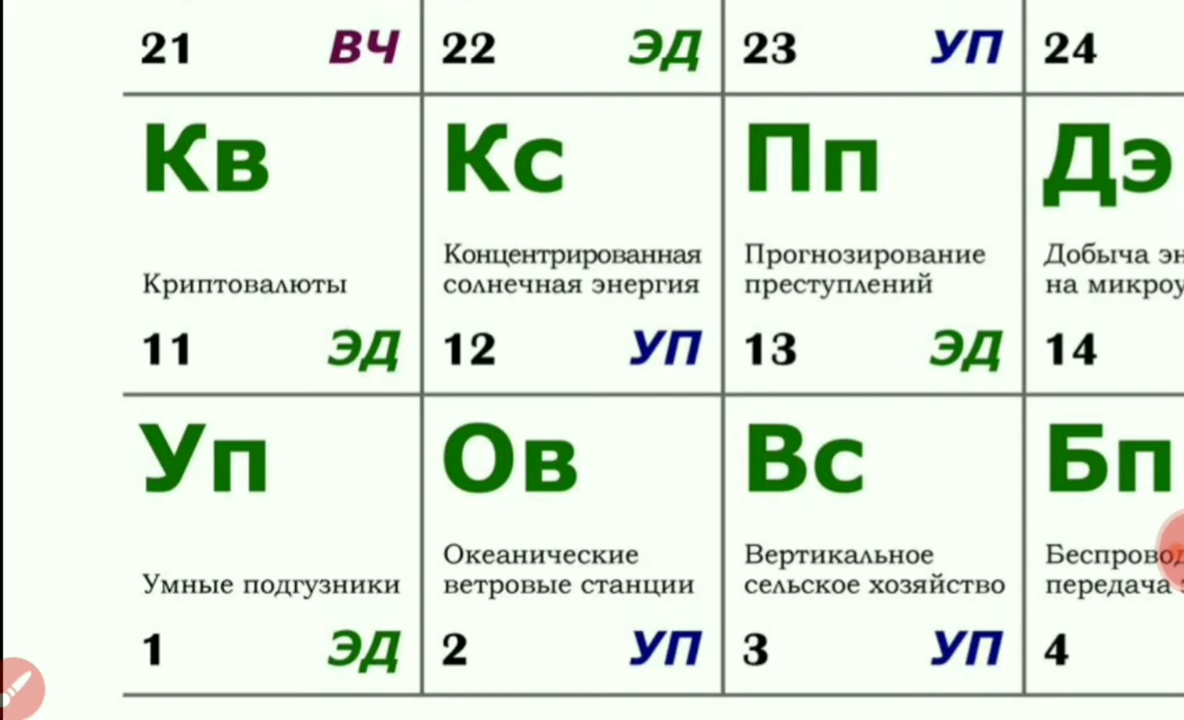 21 ВЧ 22 ЭД 23 УП 24
Кв Кс Пп Дэ
Концентрированная Прогнозирование Добыча
Криптовалюты солнечная энергия преступлений на
11 ЭД 12 УП 13 ЭД 14
Уп Ов Вс Бп
Океанические Вертикальное
Умные подгузники ветровые станции сельское хозяйство передача
1 ЭД 2 УП 3 УП 4